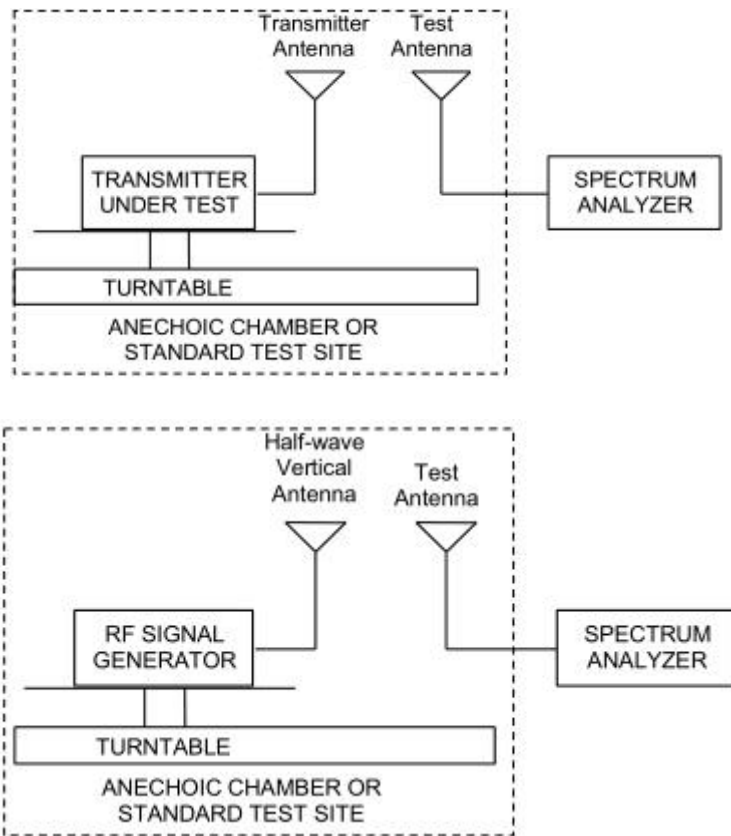 Transmitter Antenna
Test Antenna
TRANSMITTER UNDER TEST
SPECTRUM ANALYZER
TURNTABLE
ANECHOIC CHAMBER OR
STANDARD TEST SITE
Half-wave Vertical Antenna
Test Antenna
RF SIGNAL GENERATOR
SPECTRUM ANALYZER
TURNTABLE
ANECHOIC CHAMBER OR
STANDARD TEST SITE